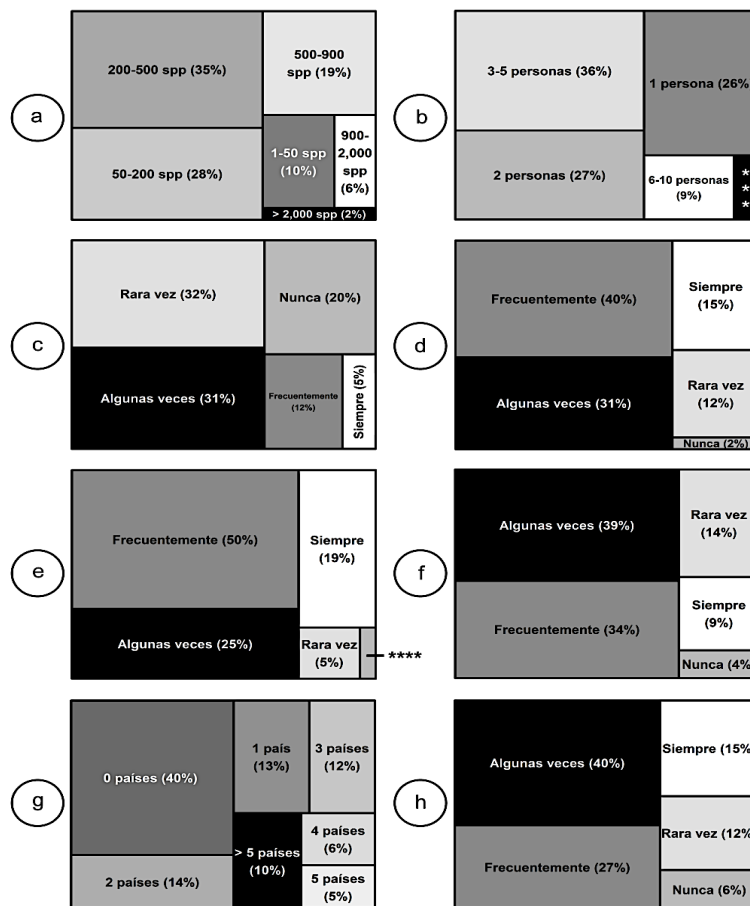 a
200-500 spp (35%)
500-900
spp (19%)
50-200 spp (28%)
1-50 spp
(10%)
900-
2,000
spp
(6%)
> 2,000 spp (2%)
b
3-5 personas (36%)
1 persona (26%
2 personas (27%)
6-10 personas
(9%)
*
*
*
c
Rara vez (32%)
Nunca (20%)
Algunas veces (31%)
Frecuentemente
(12%)
Siempre (5%)
d
Frecuentemente (40%)
Siempre
(15%)
Algunas veces (31%)
Rara vez
(12%)
Nunca (2%)
e
Frecuentemente (50%)
Siempre
(19%)
Algunas veces (25%)
Rara vez
(5%)
****
f
Algunas veces (39%)
Rara vez
(14%)
Frecuentemente (34%)
Siempre
(9%)
Nunca (4%
g
0 países (40%)
1 país
(13%)
3 países
(12%)
2 países (14%)
> 5 países
(10%)
4 países
(6%)
5 países
(5%)
h
Algunas veces (40%)
Siempre (15%
Frecuentemente (27%)
Rara vez (12%
Nunca (6%)